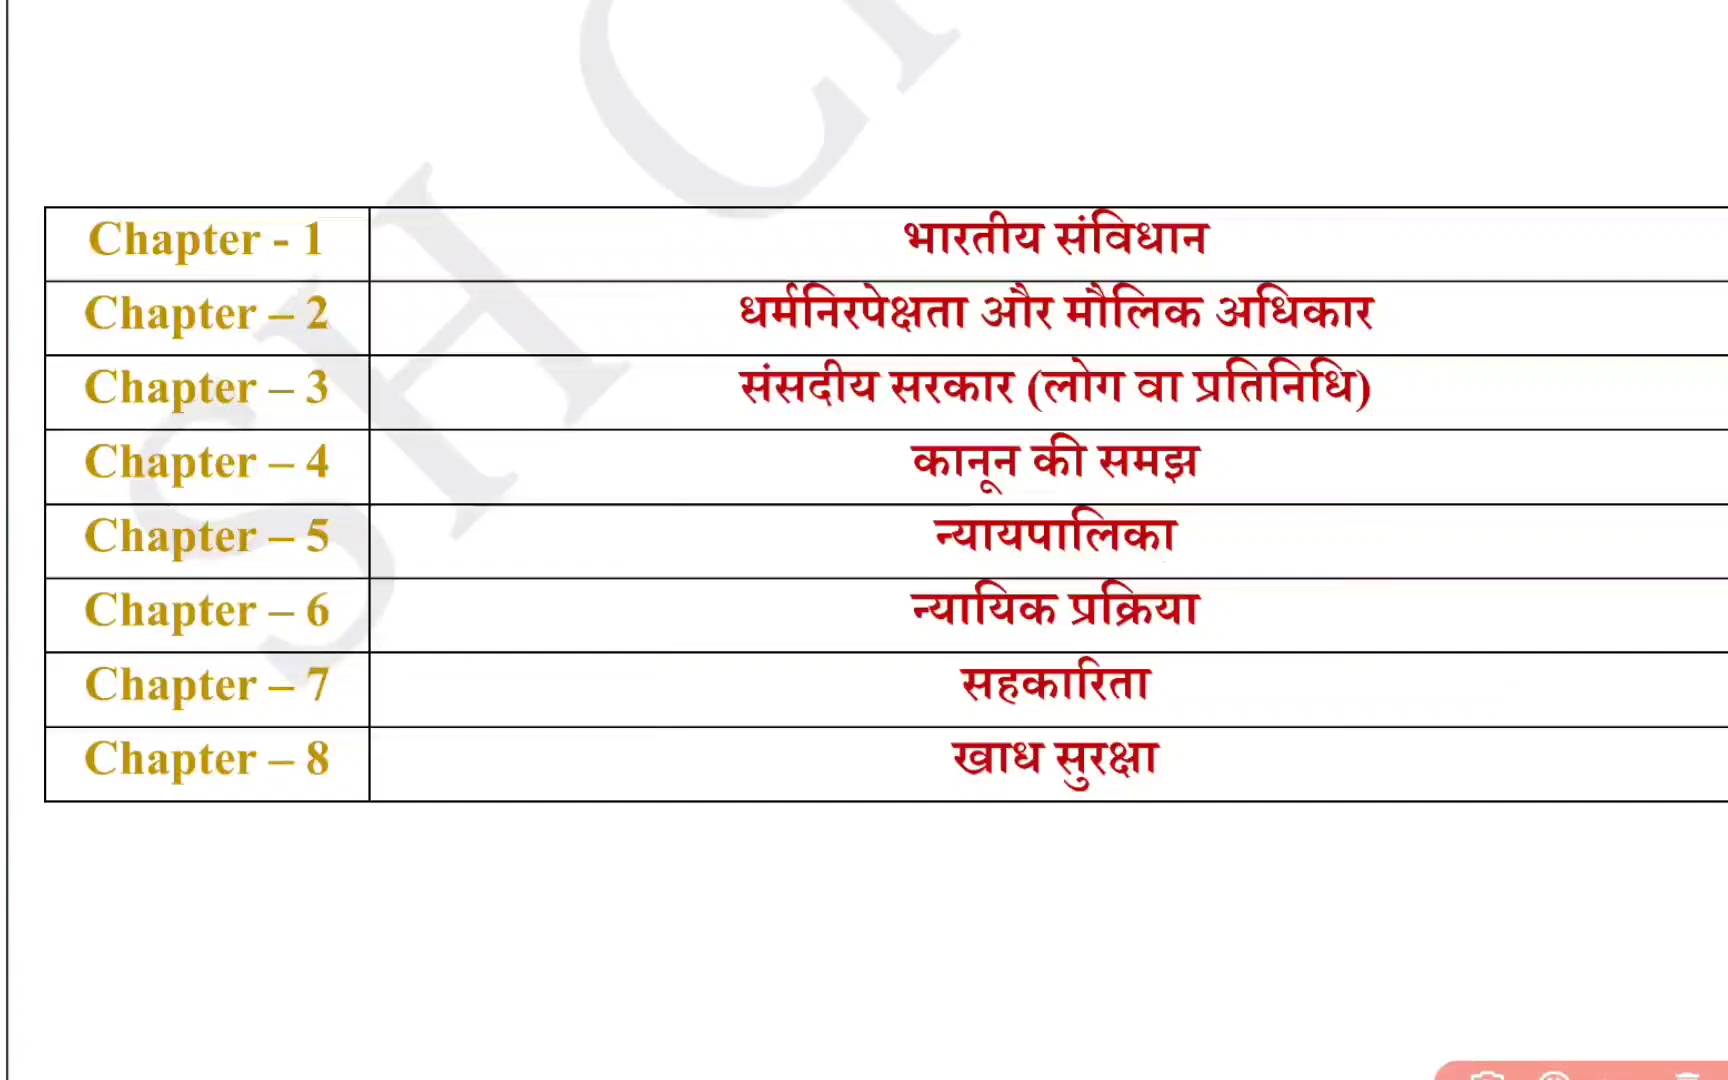 Chapter - 1 भारतीय संविधान
Chapter – 2 धर्मनिरपेक्षता और मौलिक अधिकार
Chapter – 3 संसदीय सरकार (लोग वा प्रतिनिधि)
Chapter – 4 कानून की समझ
Chapter – 5 न्यायपालिका
Chapter – 6 न्यायिक प्रक्रिया
Chapter – 7 सहकारिता
Chapter – 8 खाध सुरक्षा